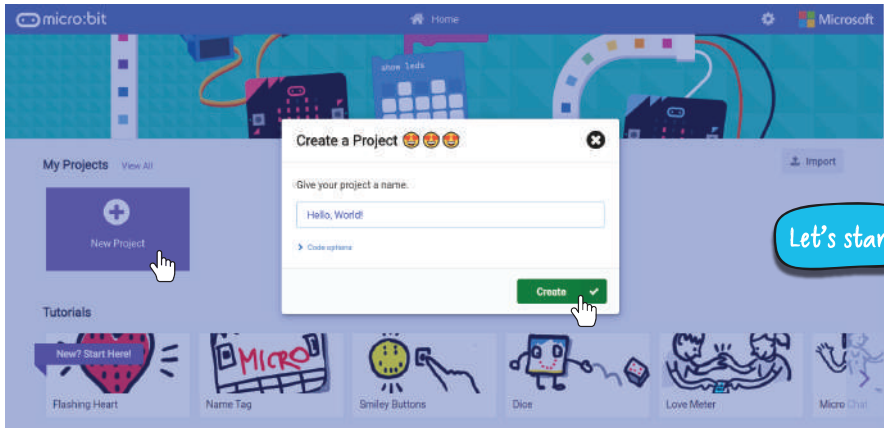 micro:bit
Home
Microsoft
show leds
My Projects View All
Import
New Project
Create a Project 🤩🤩🤩
Give your project a name.
Hello, World!
Code options
Create
Let's star
Tutorials
New? Start Here!
MICRO
Flashing Heart
Name Tag
Smiley Buttons
Dice
Love Meter
Micro Chat